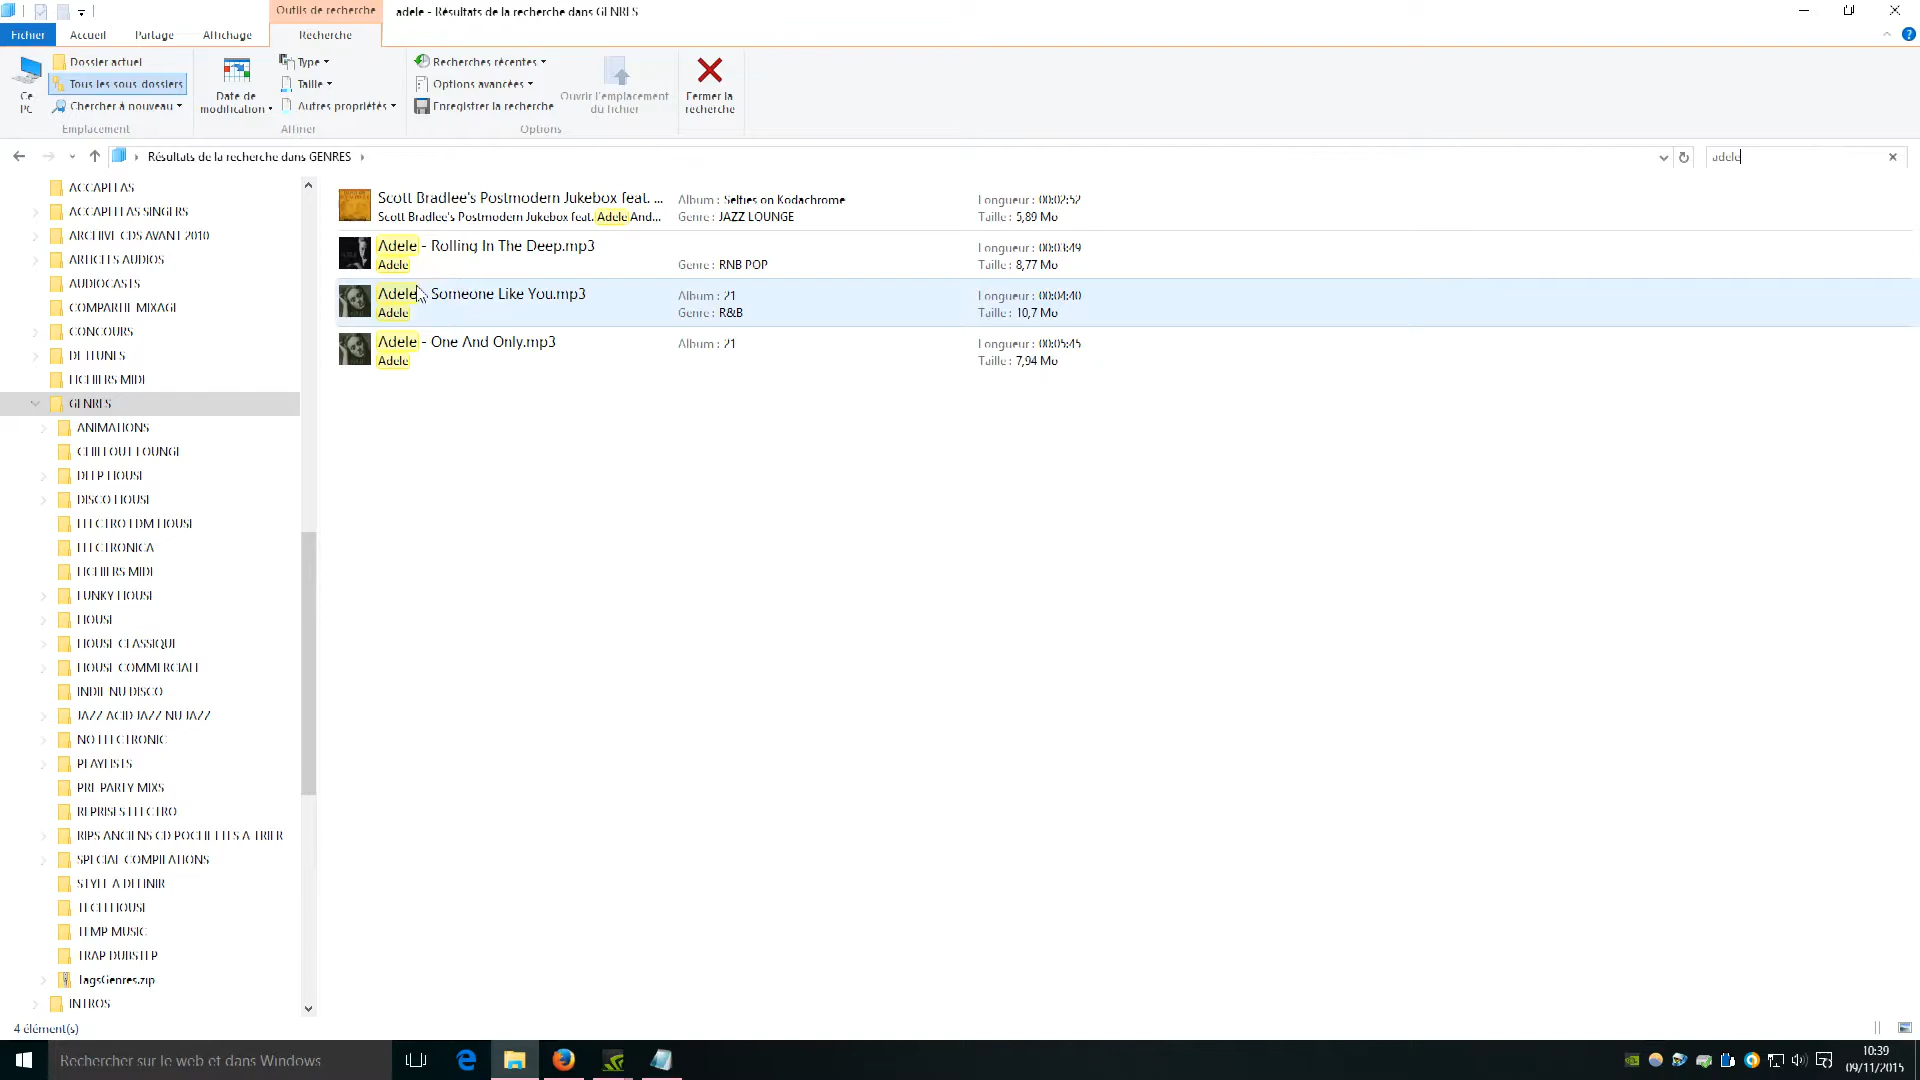 Outils de recherche
adele - Résultats de la recherche dans GENRES
Fichier
Accueil
Partage
Affichage
Recherche
Ce PC
Dossier actuel
Tous les sous-dossiers
Chercher à nouveau
Emplacement
Date de modification
Type
Taille
Autres propriétés
Affiner
Recherches récentes
Options avancées
Enregistrer la recherche
Ouvrir l'emplacement du fichier
Options
Fermer la recherche
Résultats de la recherche dans GENRES
adele
ACCAPELLAS
ACCAPELLAS SINGERS
ARCHIVE CDS AVANT 2010
ARTICLES AUDIOS
AUDIOCASTS
COMPARTIF MIXAGE
CONCOURS
DETUNES
FICHIERS MIDI
GENRES
ANIMATIONS
CHILLOUT LOUNGE
DEEP HOUSE
DISCO HOUSE
ELECTRO EDM HOUSE
ELECTRONICA
FICHIERS MIDI
FUNKY HOUSE
HOUSE
HOUSE CLASSIQUE
HOUSE COMMERCIALE
INDIE NU DISCO
JAZZ ACID JAZZ NU JAZZ
NO ELECTRONIC
PLAYLISTS
PRE PARTY MIXS
REPRISES ELECTRO
RIPS ANCIENS CD POCHETTES A TRIER
SPECIAL COMPILATIONS
STYLE A DEFINIR
TECH HOUSE
TEMP MUSIC
TRAP DUBSTEP
TagsGenres.zip
INTROS
Scott Bradlee's Postmodern Jukebox feat. ...
Scott Bradlee's Postmodern Jukebox feat. Adele And...
Album : Selfies on Kodachrome
Genre : JAZZ LOUNGE
Longueur : 00:02:52
Taille : 5,89 Mo
Adele - Rolling In The Deep.mp3
Adele
Genre : RNB POP
Longueur : 00:03:49
Taille : 8,77 Mo
Adele - Someone Like You.mp3
Adele
Album : 21
Genre : R&B
Longueur : 00:04:40
Taille : 10,7 Mo
Adele - One And Only.mp3
Adele
Album : 21
Longueur : 00:05:45
Taille : 7,94 Mo
4 élément(s)
Rechercher sur le web et dans Windows
10:39
09/11/2015